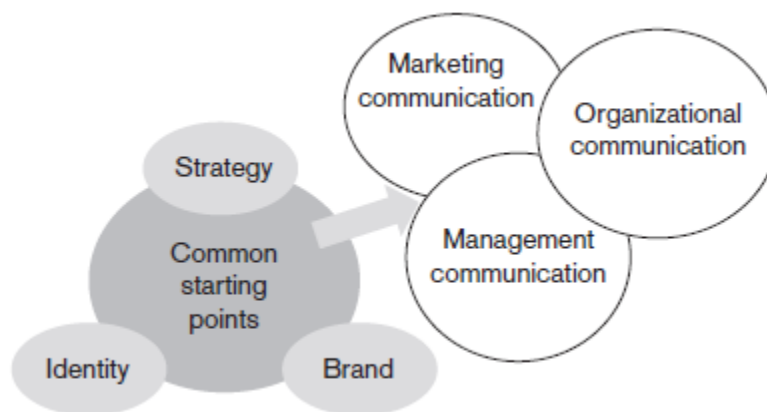 Marketing
communication
Organizational
communication
Strategy
Common
starting
points
Management
communication
Identity
Brand